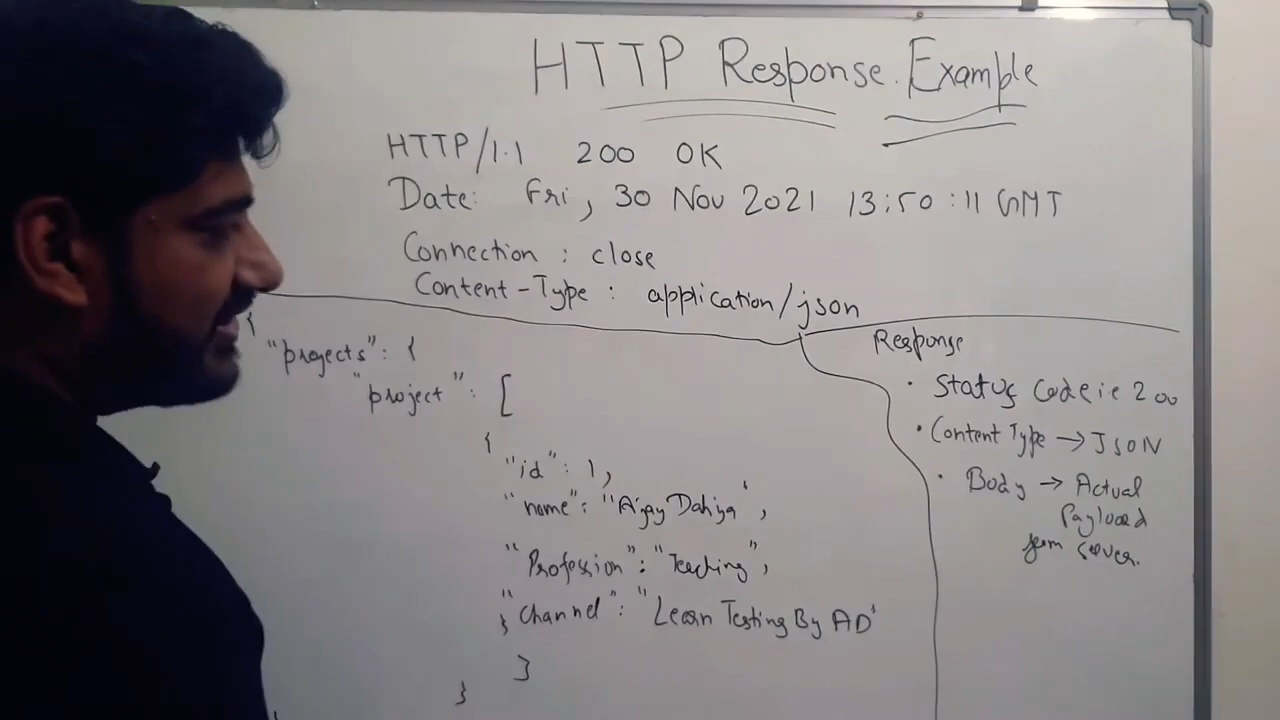 HTTP Response Example
HTTP/1.1 200 OK
Date: Fri, 30 Nov 2021 13:50:11 GMT
Connection : close
Content-Type : application/json
{
"projects": {
"project": [
{
"id": 1,
"name": "Ajay Dahiya",
"Profession": "Teaching",
"Channel": "Learn Testing By AD"
}
]
}
}
Response
• Status Code i.e 200
• Content Type → JSON
• Body → Actual
Payload
from server.